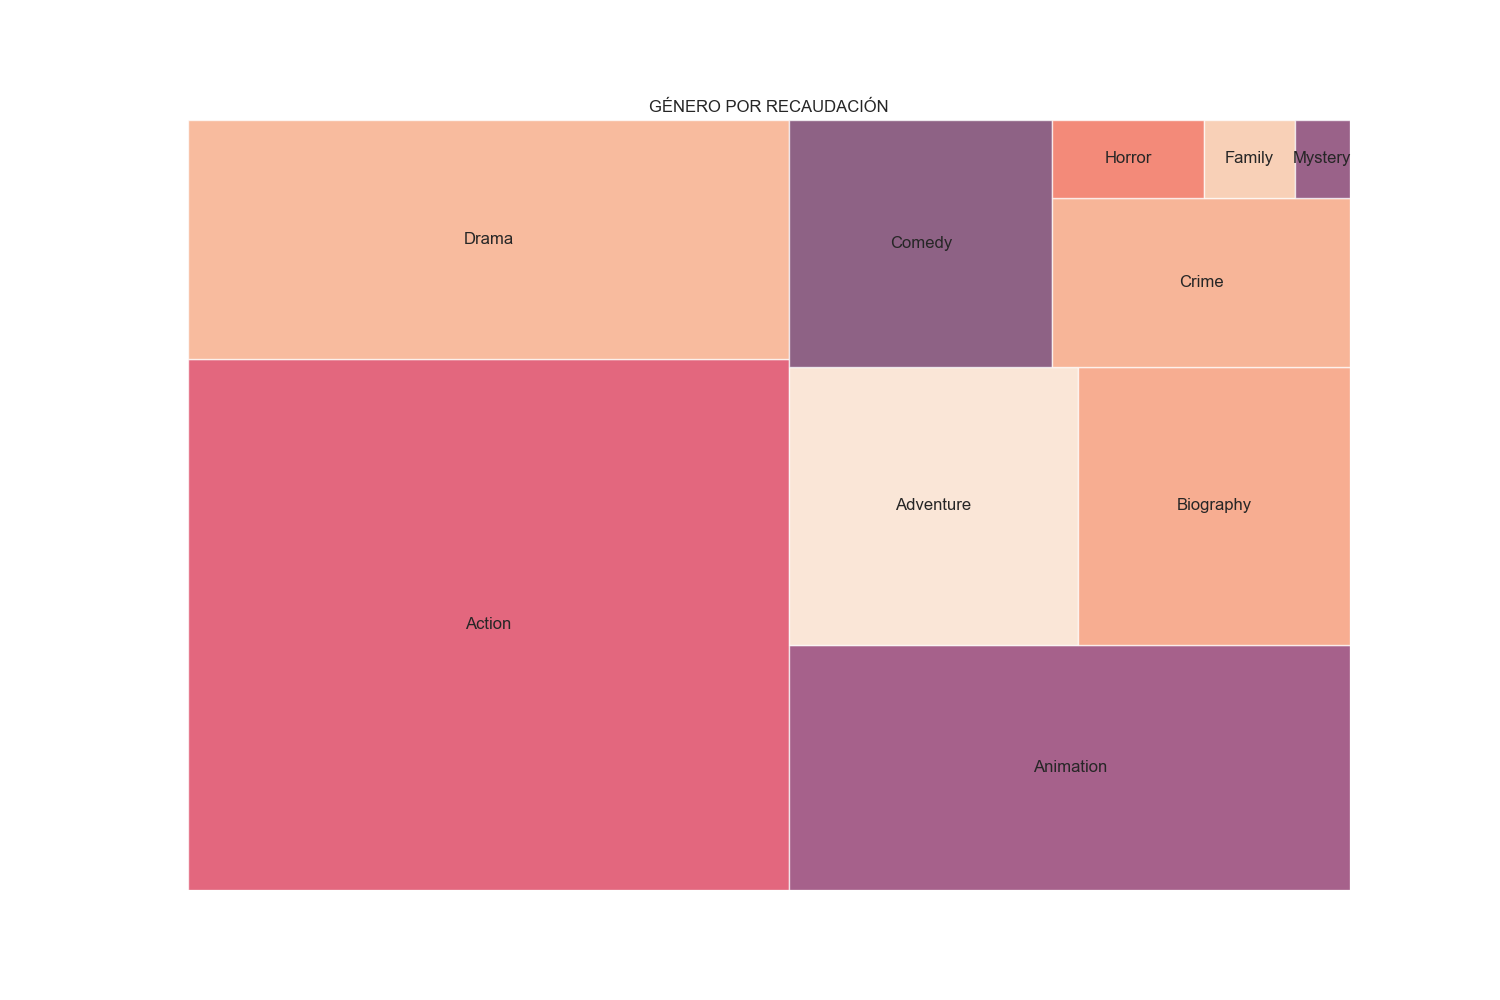 GÉNERO POR RECAUDACIÓN
Horror
Family
Mystery
Drama
Comedy
Crime
Adventure
Biography
Action
Animation